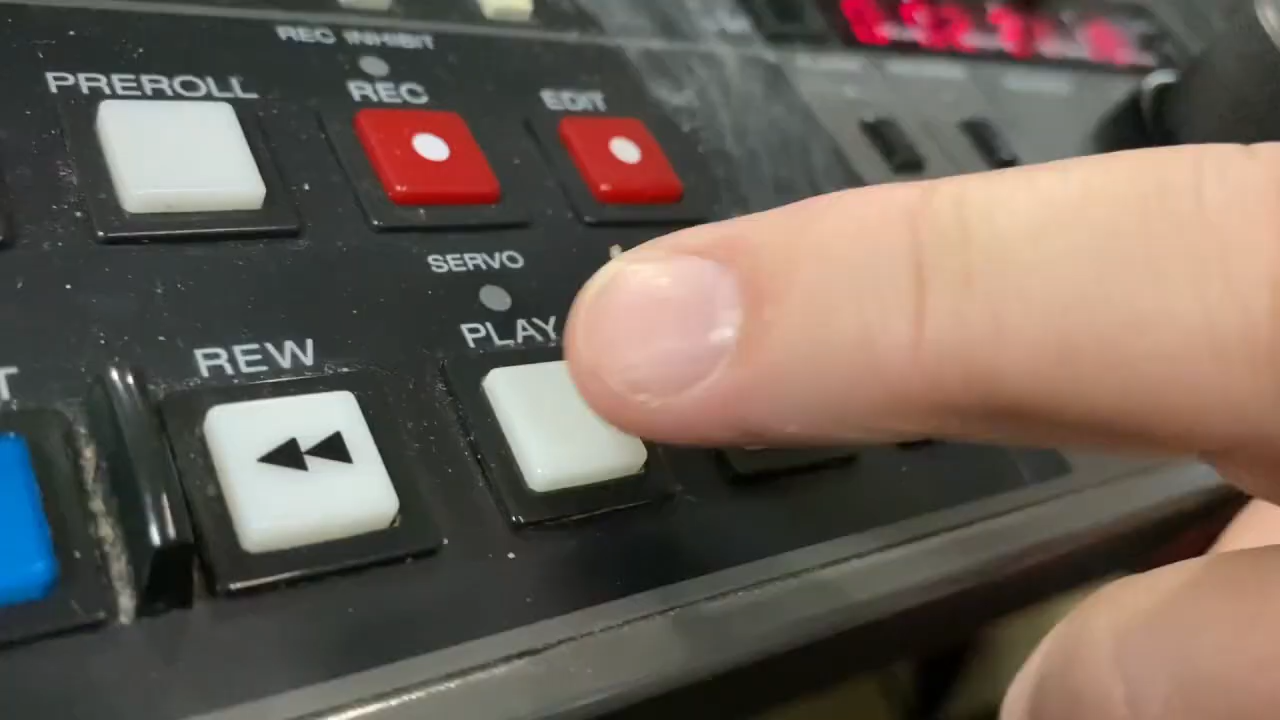 REC INHIBIT
PREROLL
REC
EDIT
SERVO
PLAY
REW
T